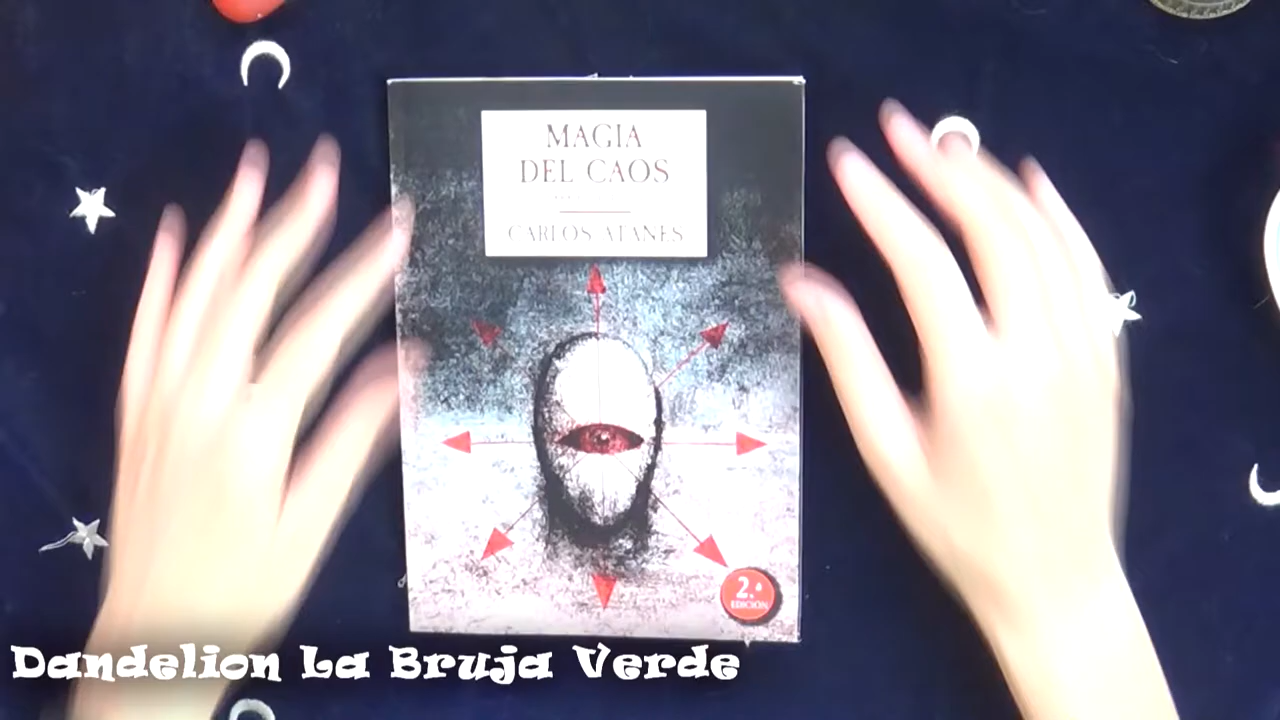 MAGIA
DEL CAOS
CARLOS ATANES
2.ª
EDICIÓN
Dandelion La Bruja Verde